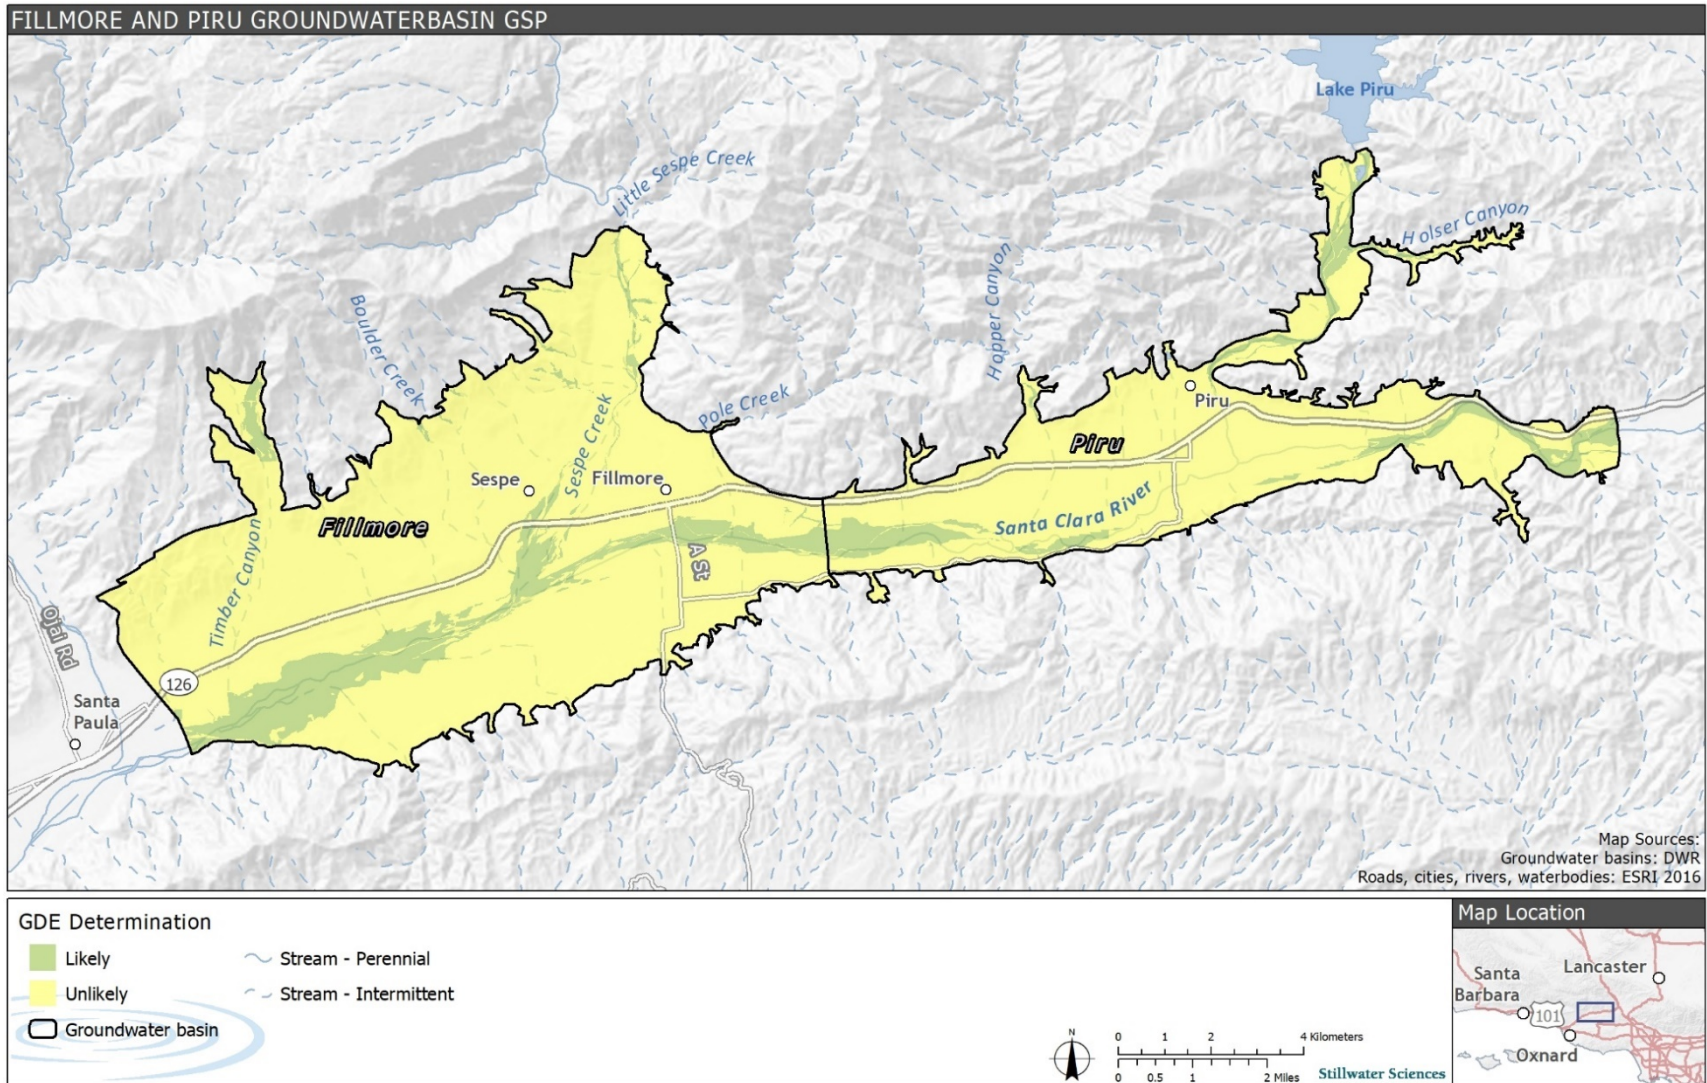 FILLMORE AND PIRU GROUNDWATERBASIN GSP
Lake Piru
Little Sespe Creek
Holser Canyon
Hopper Canyon
Boulder Creek
Pole Creek
Piru
Piru
Sespe Creek
Sespe
Fillmore
Fillmore
Santa Clara River
A St
Timber Canyon
Ojai Rd
126
Santa
Paula
Map Sources:
Groundwater basins: DWR
Roads, cities, rivers, waterbodies: ESRI 2016
GDE Determination
Likely
Unlikely
Groundwater basin
Stream - Perennial
Stream - Intermittent
N
0 1 2 4 Kilometers
0 0.5 1 2 Miles
Stillwater Sciences
Map Location
Santa
Barbara
Lancaster
101
Oxnard